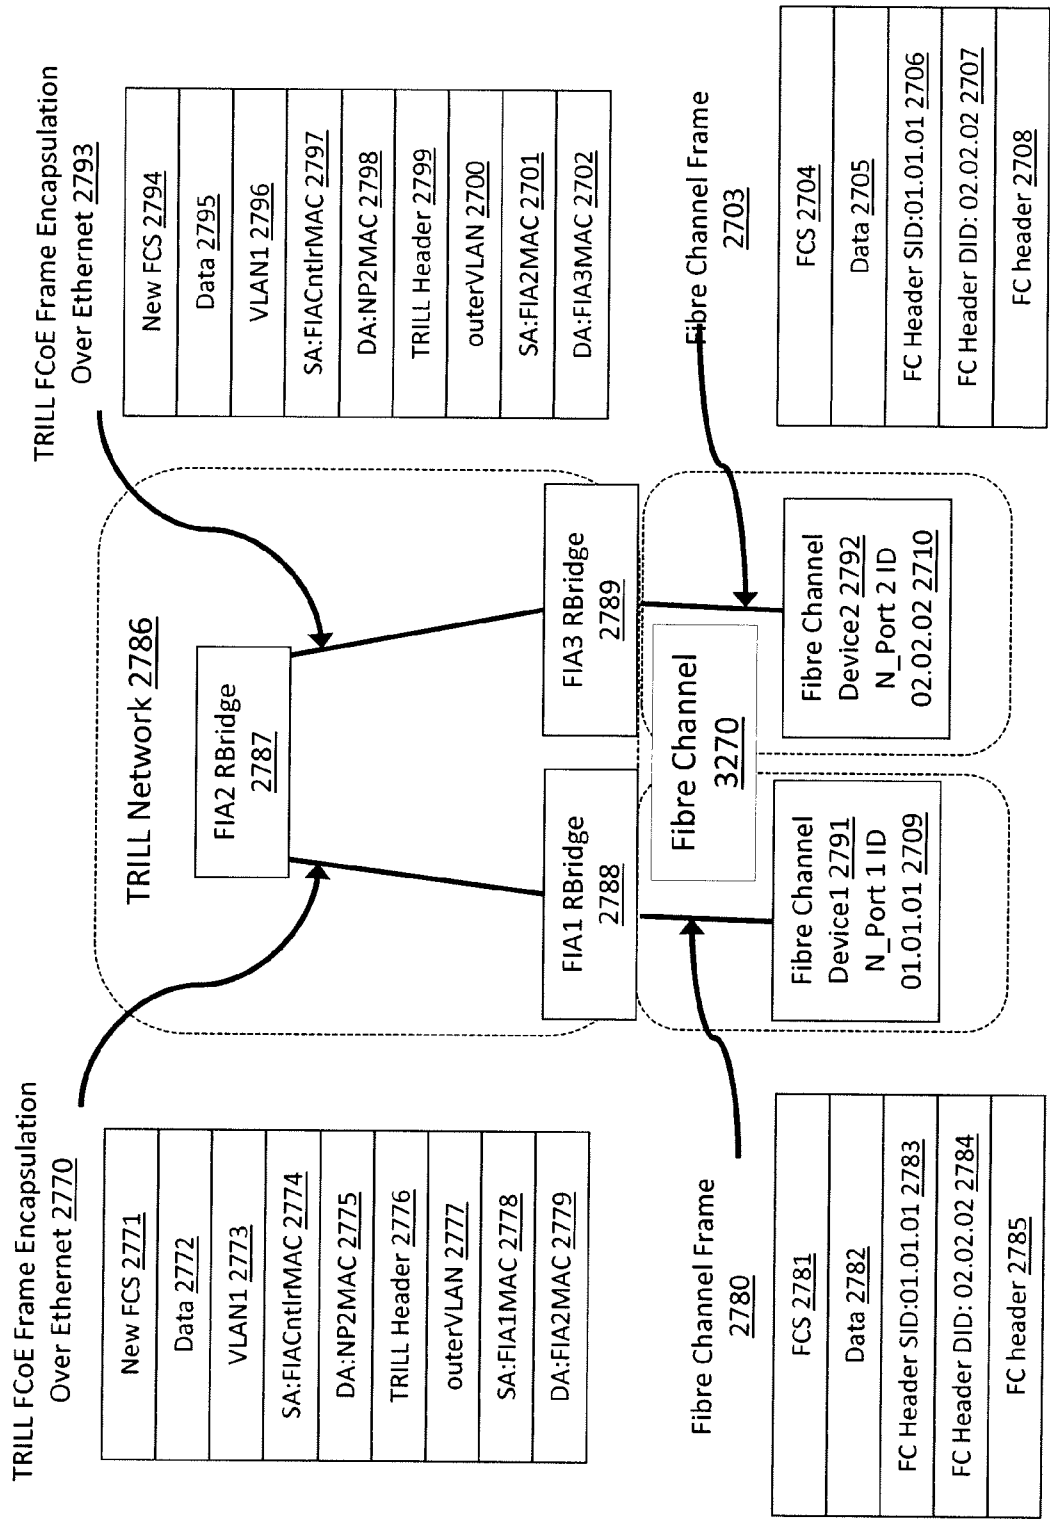 TRILL FCoE Frame Encapsulation
Over Ethernet 2770
New FCS 2771
Data 2772
VLAN1 2773
SA:FIACntlrMAC 2774
DA:NP2MAC 2775
TRILL Header 2776
outerVLAN 2777
SA:FIA1MAC 2778
DA:FIA2MAC 2779
Fibre Channel Frame
2780
FCS 2781
Data 2782
FC Header SID:01.01.01 2783
FC Header DID: 02.02.02 2784
FC header 2785
TRILL Network 2786
FIA2 RBridge
2787
FIA1 RBridge
2788
FIA3 RBridge
2789
Fibre Channel
3270
Fibre Channel
Device1 2791
N_Port 1 ID
01.01.01 2709
Fibre Channel
Device2 2792
N_Port 2 ID
02.02.02 2710
TRILL FCoE Frame Encapsulation
Over Ethernet 2793
New FCS 2794
Data 2795
VLAN1 2796
SA:FIACntlrMAC 2797
DA:NP2MAC 2798
TRILL Header 2799
outerVLAN 2700
SA:FIA2MAC 2701
DA:FIA3MAC 2702
Fibre Channel Frame
2703
FCS 2704
Data 2705
FC Header SID:01.01.01 2706
FC Header DID: 02.02.02 2707
FC header 2708